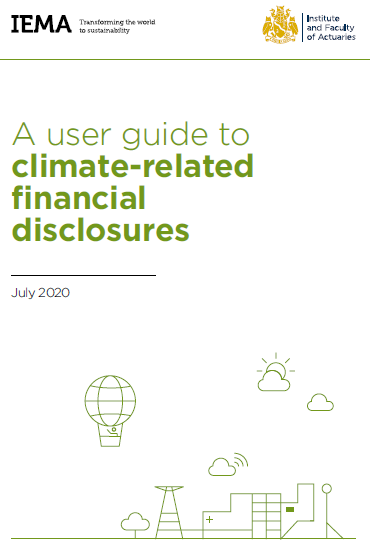 IEMA
Transforming the world
to sustainability
Institute
and Faculty
of Actuaries
A user guide to
climate-related
financial
disclosures
July 2020